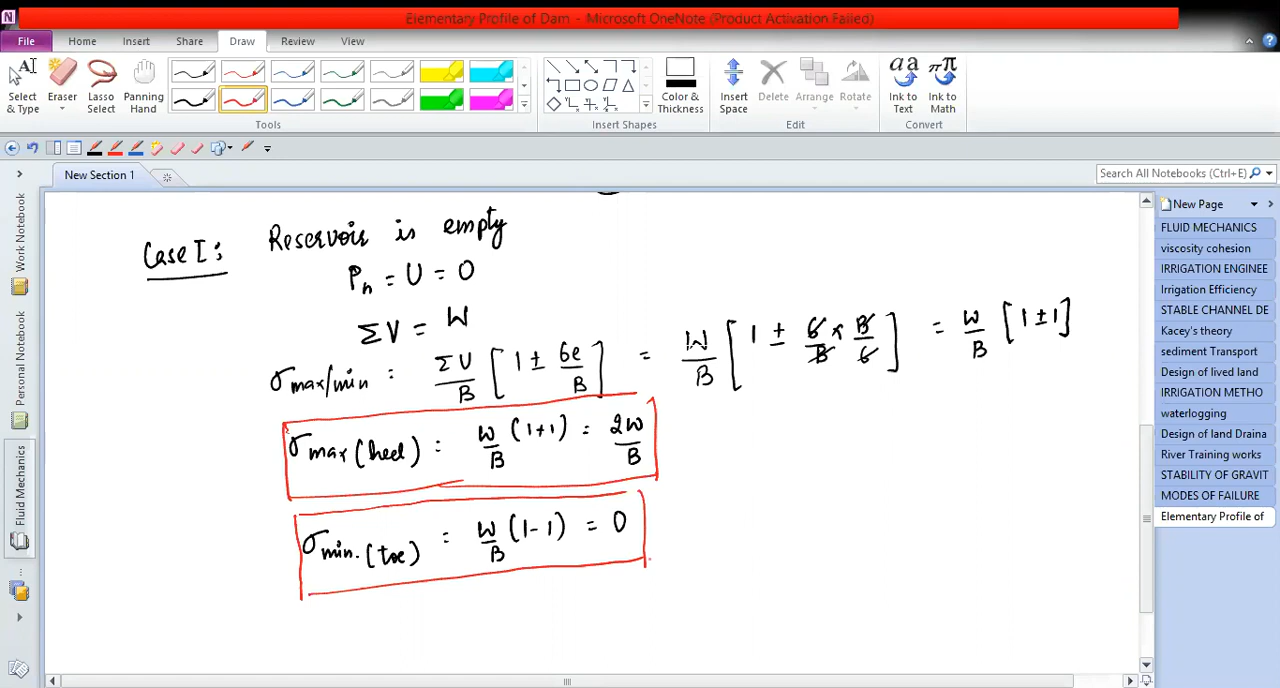 Elementary Profile of Dam - Microsoft OneNote (Product Activation Failed)
File Home Insert Share Draw Review View
Select & Type
Eraser
Lasso Select
Panning Hand
Color & Thickness
Insert Space
Delete
Arrange
Rotate
Ink to Text
Ink to Math
Tools
Insert Shapes
Edit
Convert
New Section 1
Search All Notebooks (Ctrl+E)
Work Notebook
Personal Notebook
Fluid Mechanics
New Page
FLUID MECHANICS
viscosity cohesion
IRRIGATION ENGINEE
Irrigation Efficiency
STABLE CHANNEL DE
Kacey's theory
sediment Transport
Design of lived land
IRRIGATION METHO
waterlogging
Design of land Draina
River Training works
STABILITY OF GRAVIT
MODES OF FAILURE
Elementary Profile of
Case I: Reservoir is empty
Pₙ = U = 0
ΣV = W
σmax/min = ΣV/B [1 ± 6e/B] = W/B [1 ± 6/B × B/6] = W/B [1 ± 1]
σmax (heel) = W/B (1+1) = 2W/B
σmin. (toe) = W/B (1-1) = 0